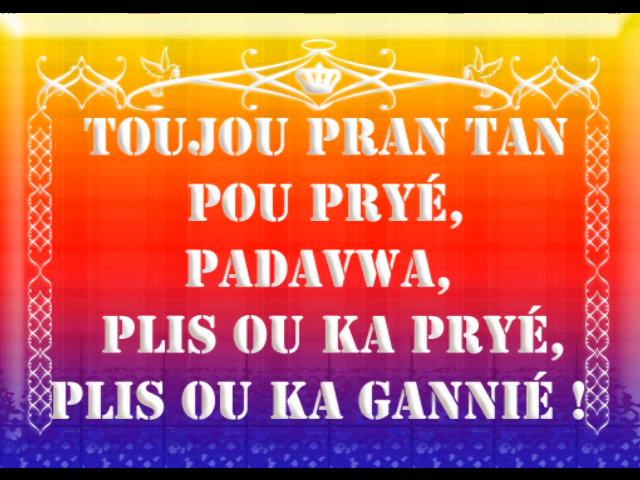 TOUJOU PRAN TAN
POU PRYÉ,
PADAVWA,
PLIS OU KA PRYÉ,
PLIS OU KA GANNIÉ !